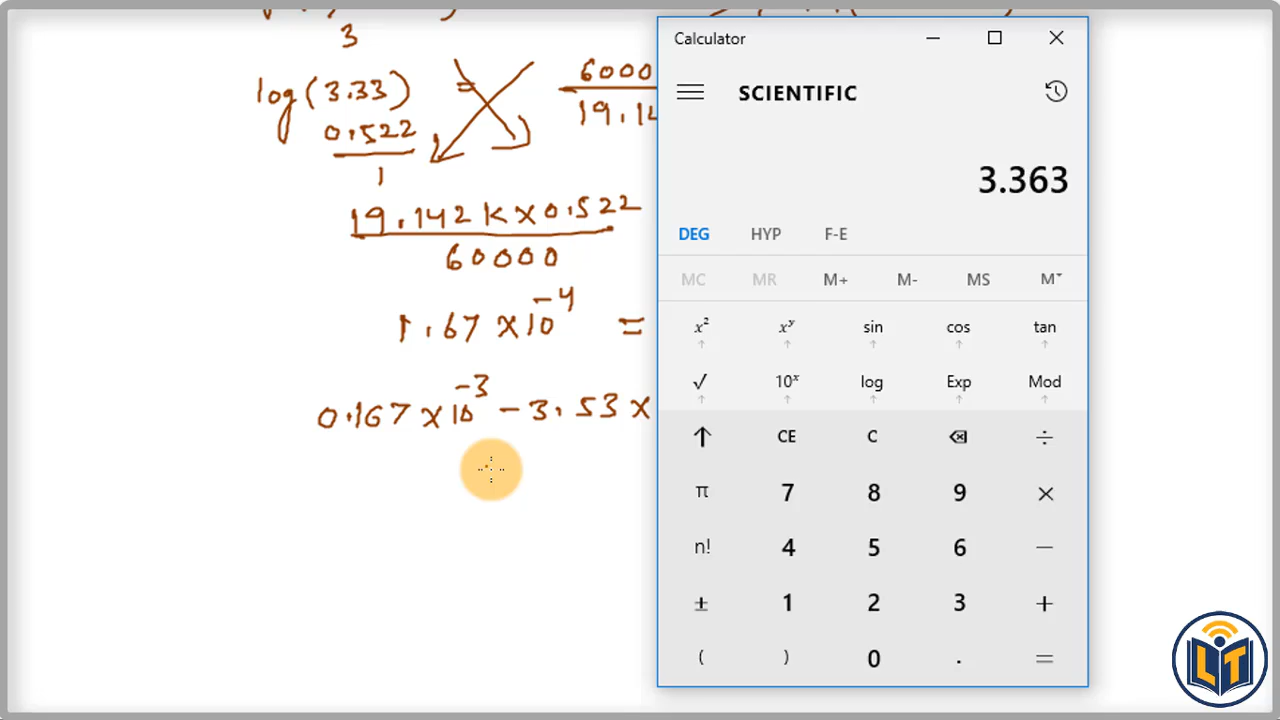 3
log(3.33)
0.522
1
6000
19.14
19.142 K × 0.522
60000
1.67 × 10⁻⁴ =
0.167 × 10⁻³ - 3.53 ×
Calculator
SCIENTIFIC
3.363
DEG HYP F-E
MC MR M+ M- MS M▾
x² xʸ sin cos tan
√ 10ˣ log Exp Mod
↑ CE C ⌫ ÷
π 7 8 9 ×
n! 4 5 6 −
± 1 2 3 +
( ) 0 . =
LT